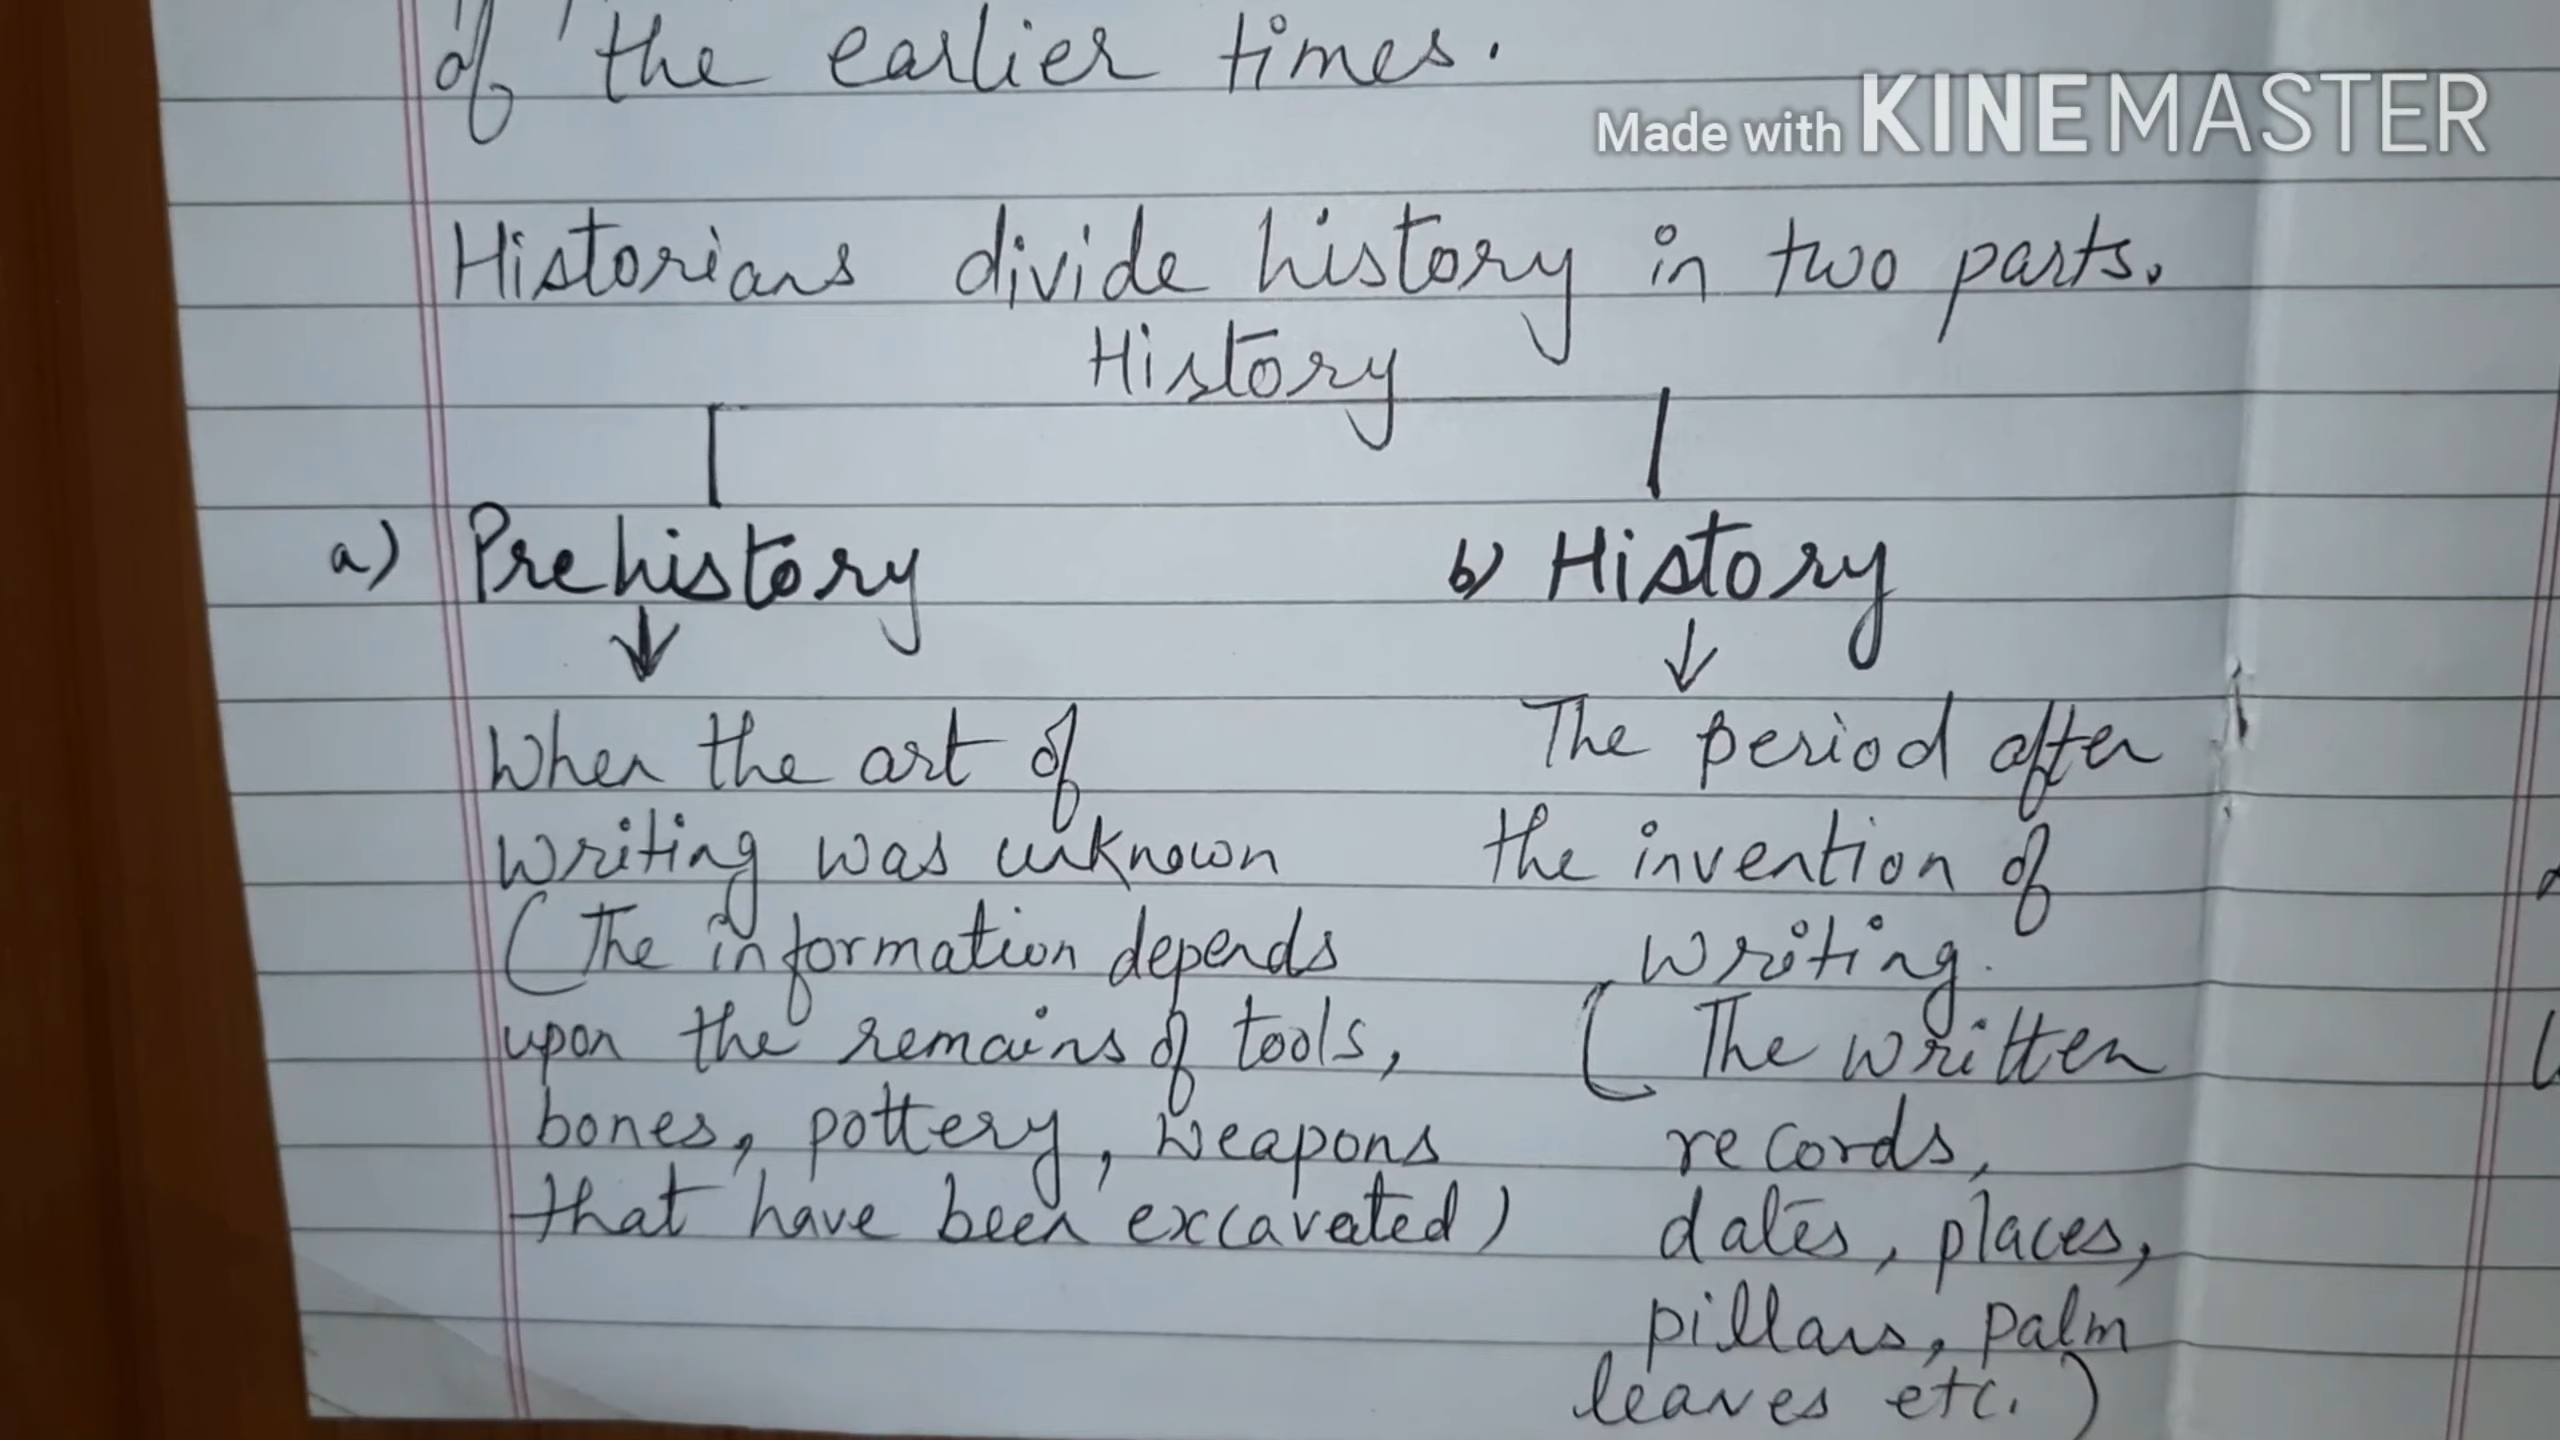 of the earlier times.
Made with KINEMASTER
Historians divide history in two parts.
History
a) Prehistory
↓
When the art of
writing was unknown
(The information depends
upon the remains of tools,
bones, pottery, weapons
that have been excavated)
b) History
↓
The period after
the invention of
writing.
(The written
records,
dates, places,
pillars, palm
leaves etc.)